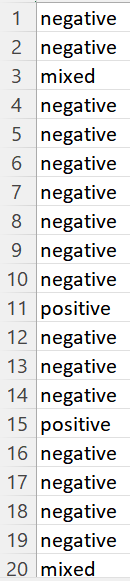 1 negative
2 negative
3 mixed
4 negative
5 negative
6 negative
7 negative
8 negative
9 negative
10 negative
11 positive
12 negative
13 negative
14 negative
15 positive
16 negative
17 negative
18 negative
19 negative
20 mixed